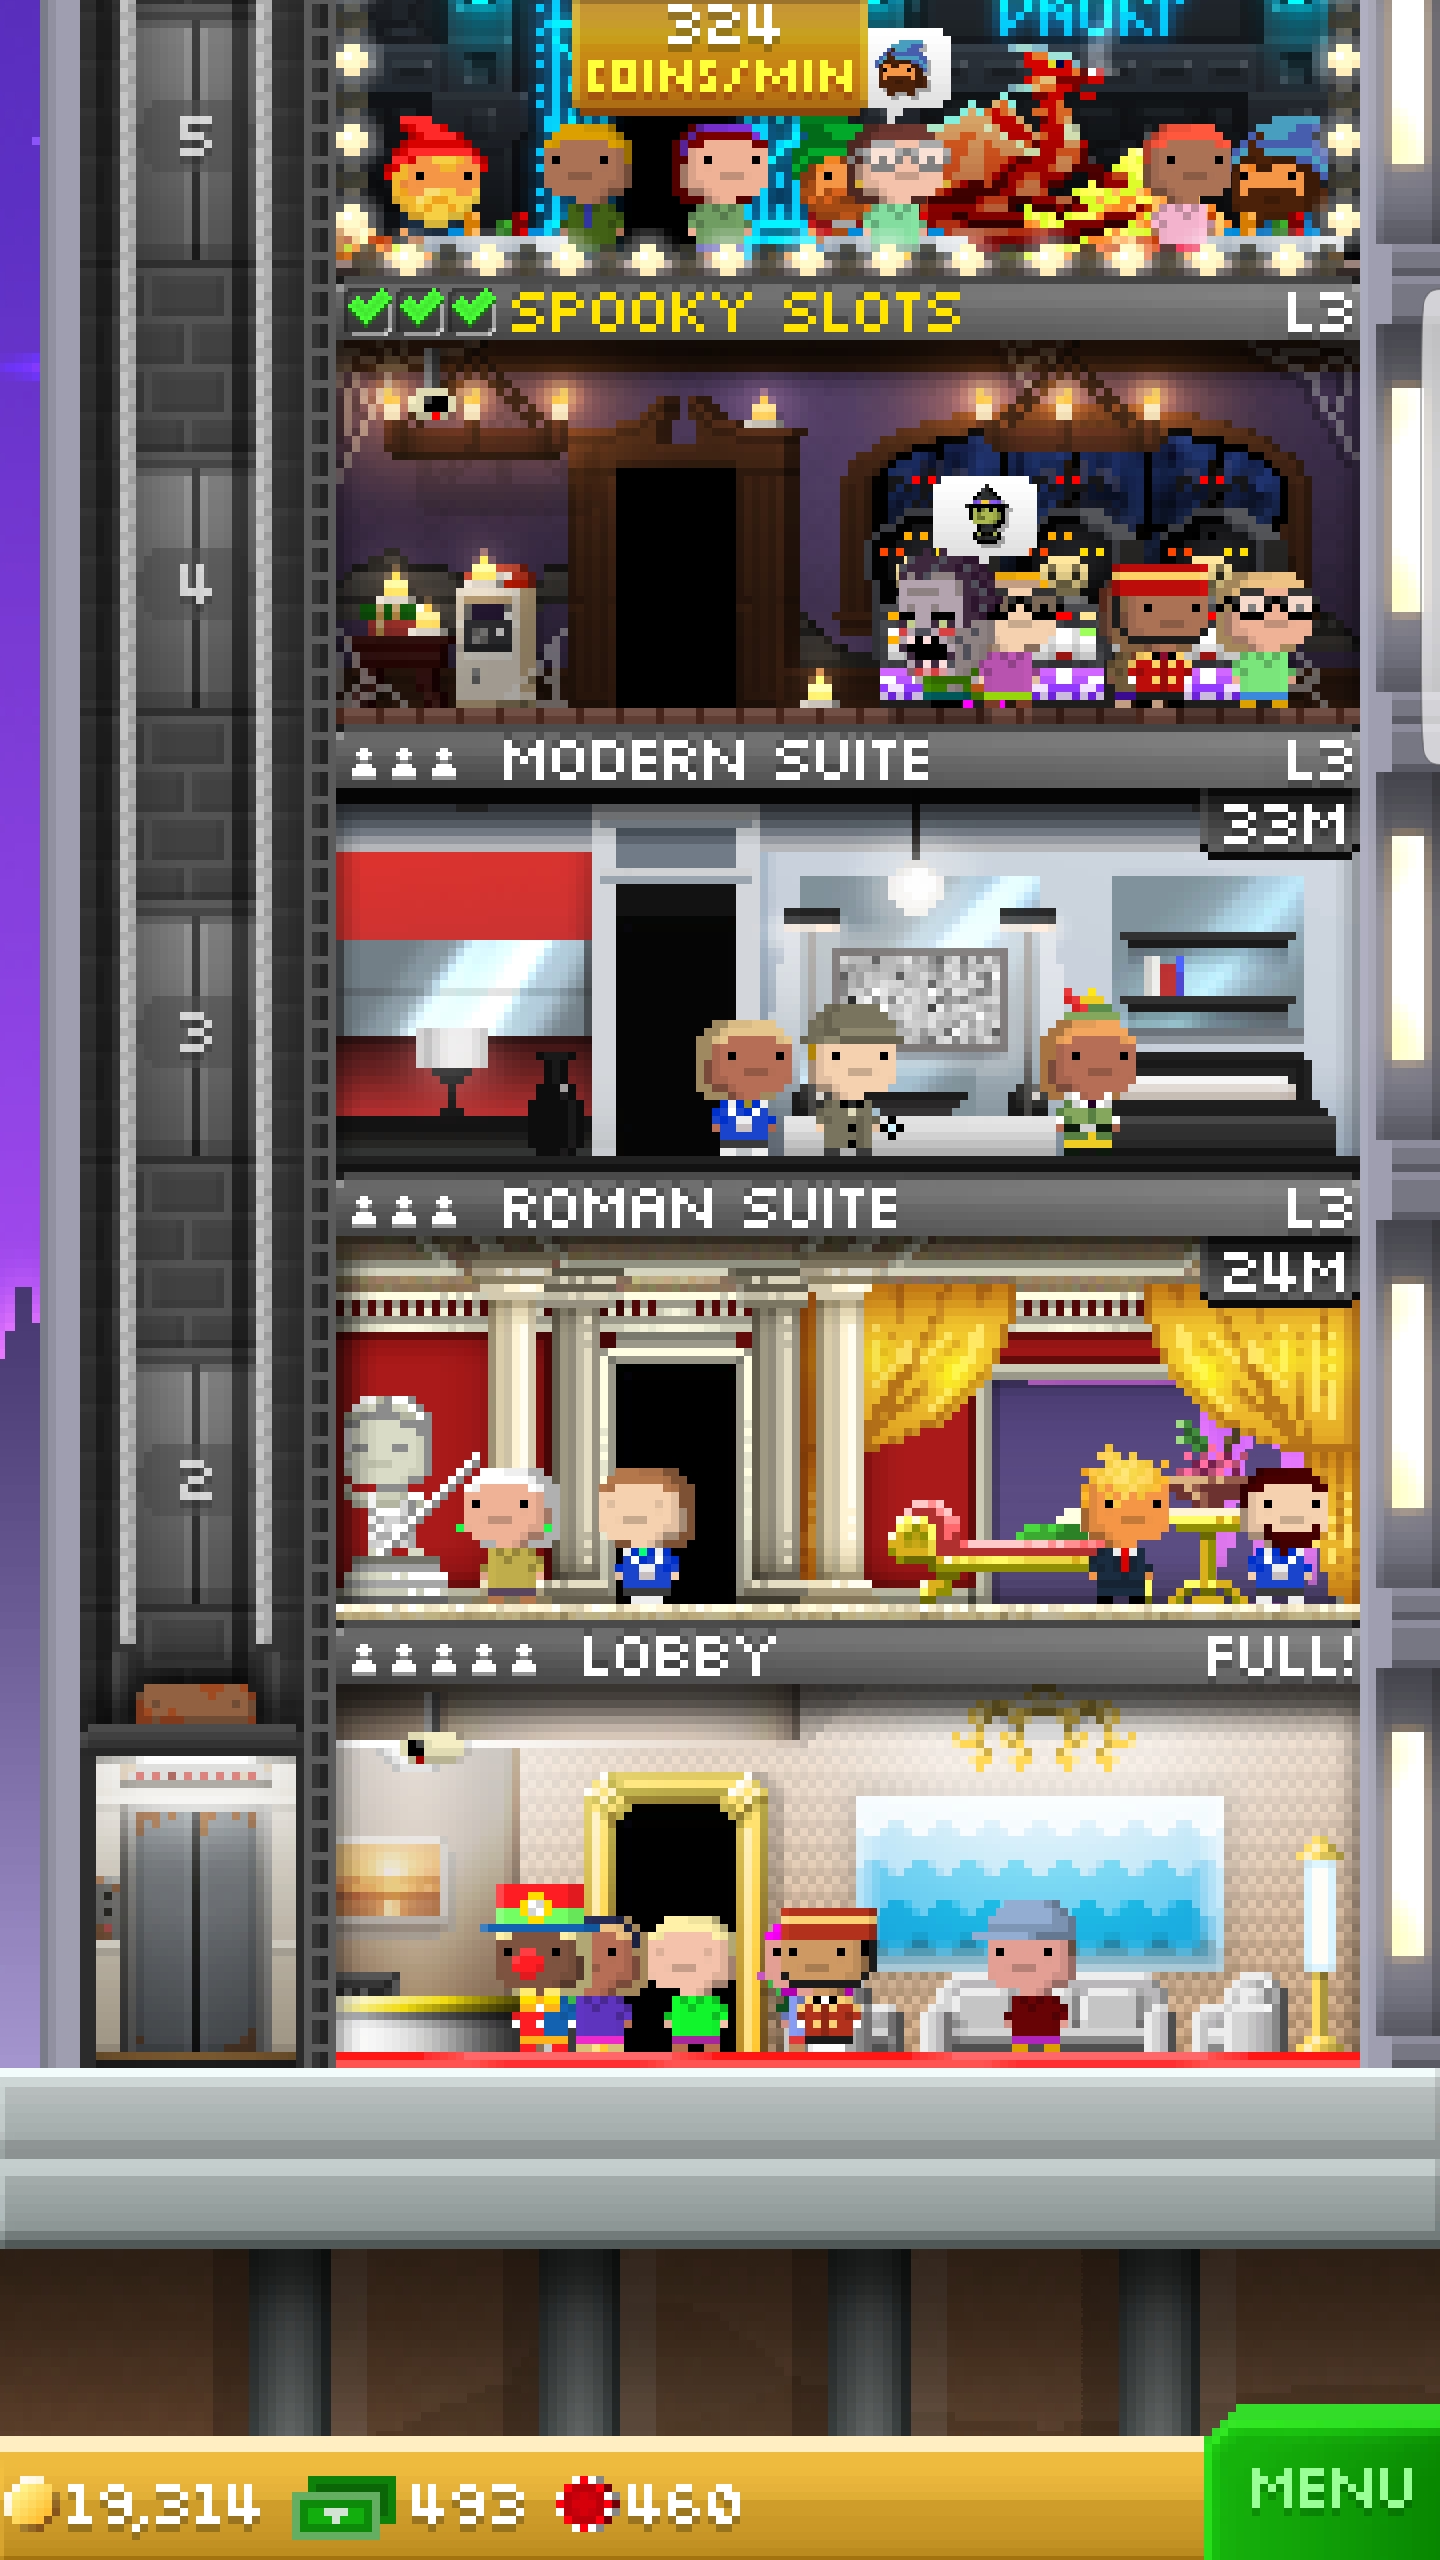 324
COINS/MIN
5
SPOOKY SLOTS L3
4
MODERN SUITE L3
33M
3
ROMAN SUITE L3
24M
2
LOBBY FULL!
19,314 493 460
MENU